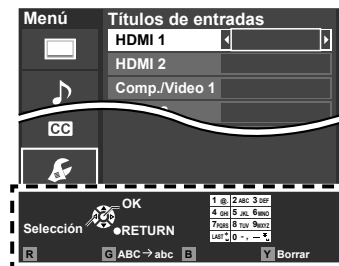 Menú
Títulos de entradas
HDMI 1
HDMI 2
Comp./Video 1
CC
Selección
OK
RETURN
1 @. 2 ABC 3 DEF
4 GHI 5 JKL 6 MNO
7 PQRS 8 TUV 9 WXYZ
LAST 0 - ,
R
G ABC→abc
B
Y Borrar